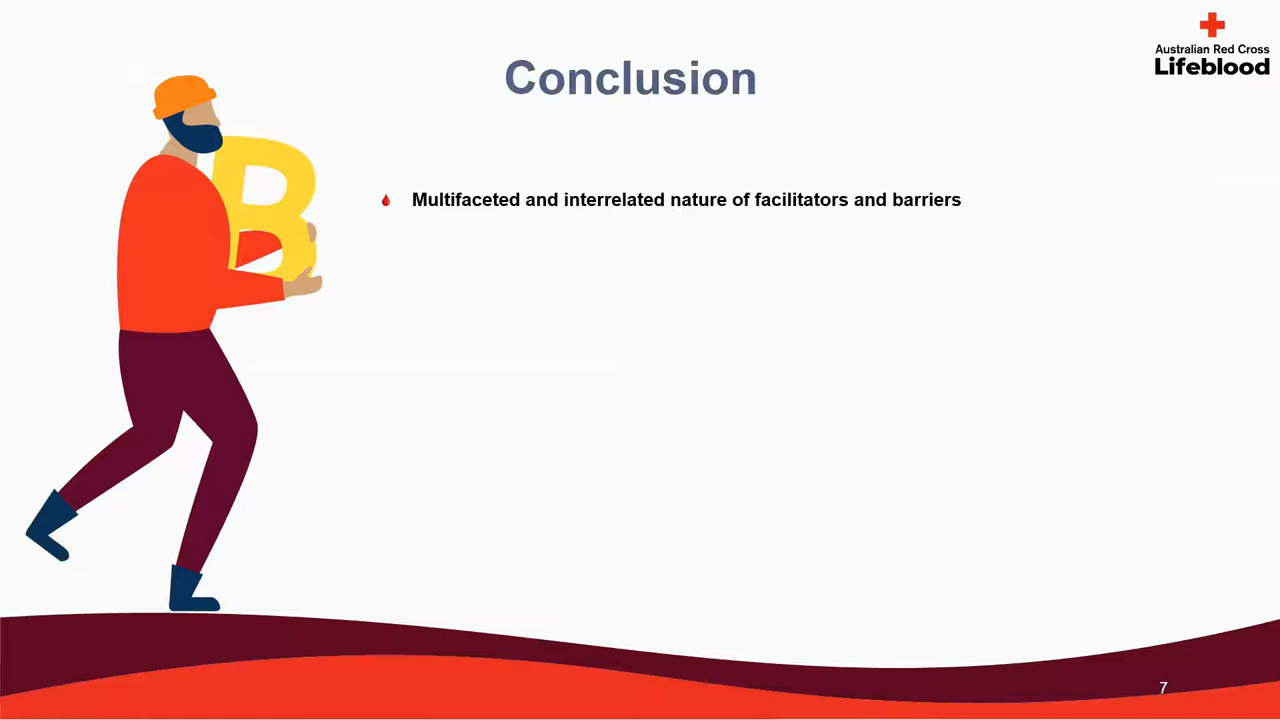 Australian Red Cross
Lifeblood
Conclusion
B
Multifaceted and interrelated nature of facilitators and barriers
7